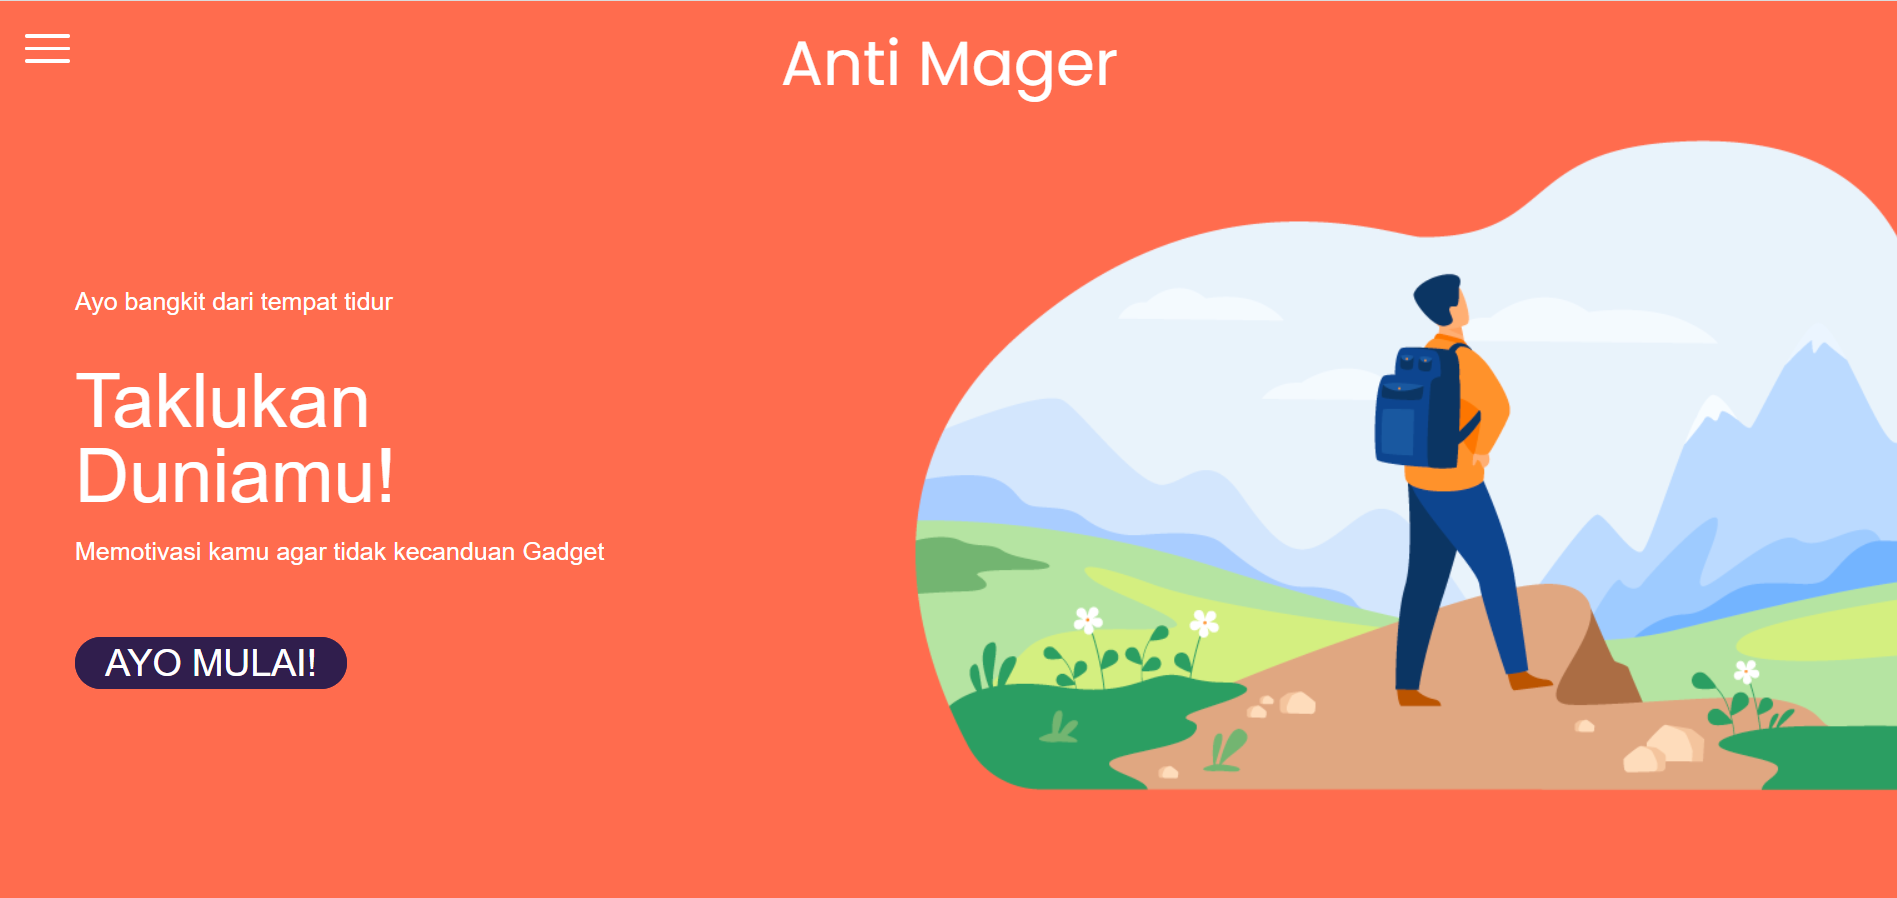 Anti Mager
Ayo bangkit dari tempat tidur
Taklukan
Duniamu!
Memotivasi kamu agar tidak kecanduan Gadget
AYO MULAI!